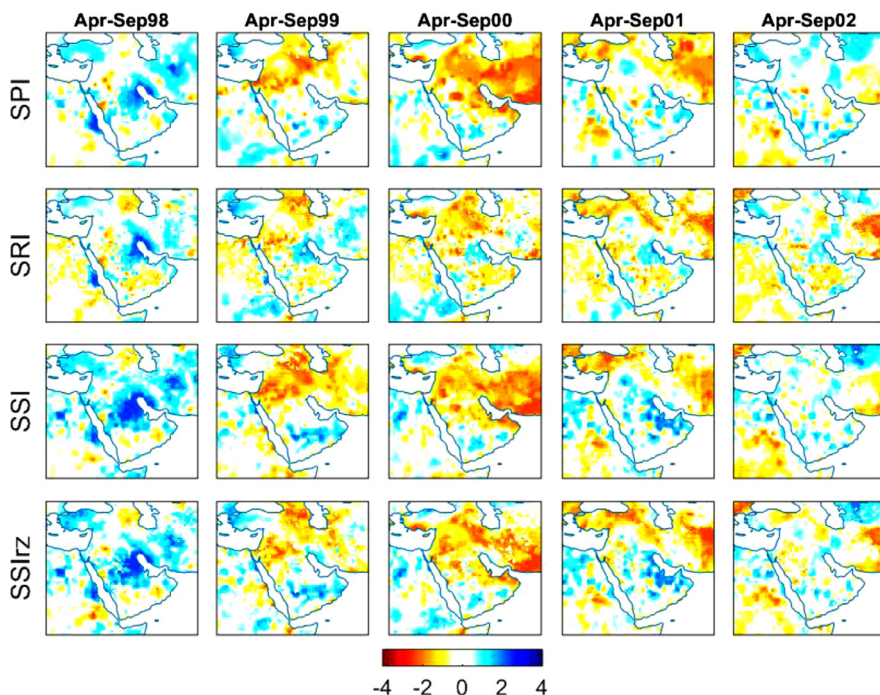 Apr-Sep98 Apr-Sep99 Apr-Sep00 Apr-Sep01 Apr-Sep02
SPI
SRI
SSI
SSIrz
-4 -2 0 2 4